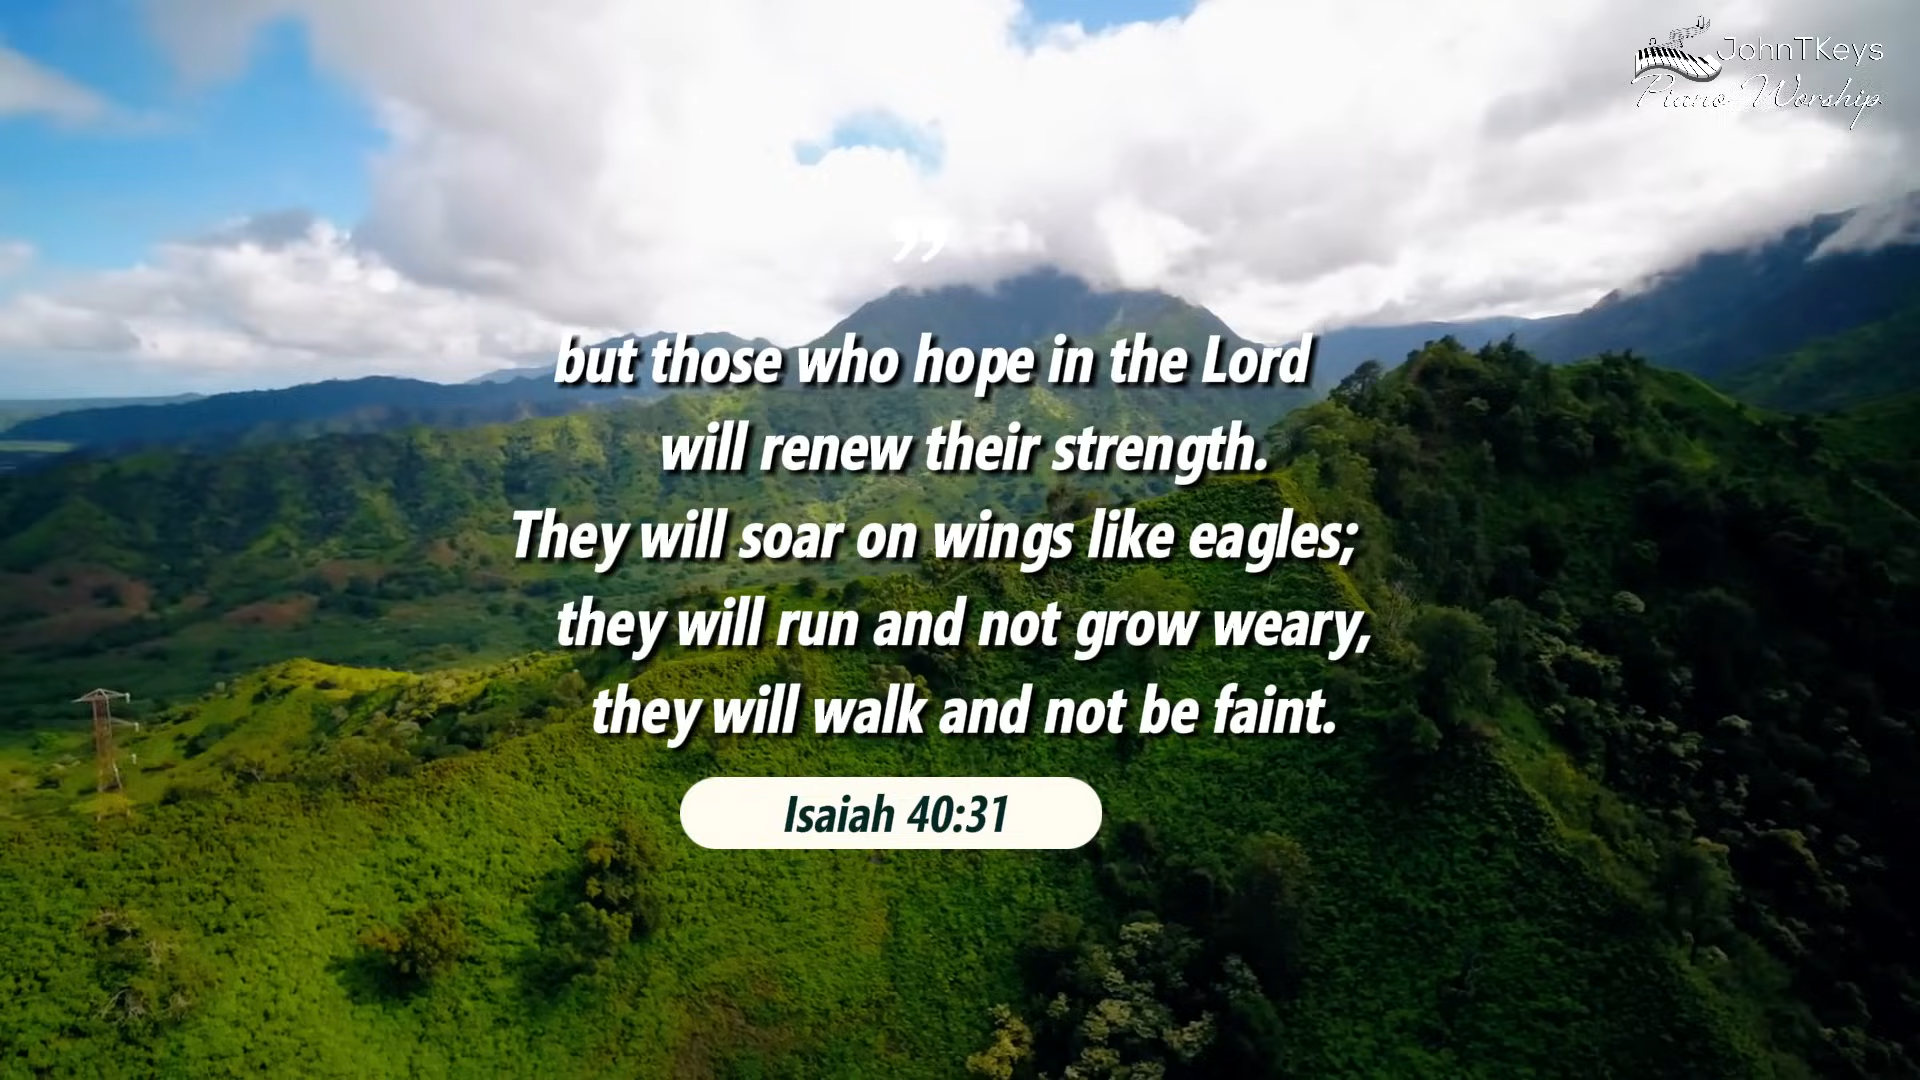 JohnTKeys
Piano Worship
”
but those who hope in the Lord
will renew their strength.
They will soar on wings like eagles;
they will run and not grow weary,
they will walk and not be faint.
Isaiah 40:31